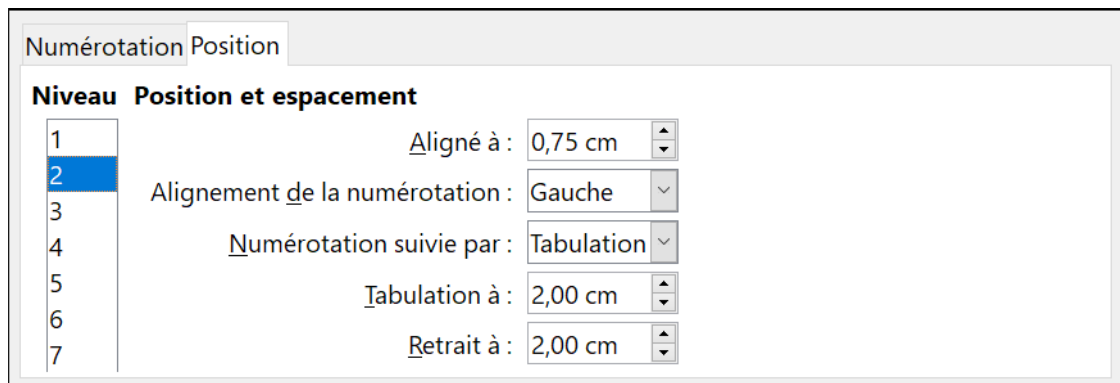 Numérotation Position
Niveau Position et espacement
1
2
3
4
5
6
7
Aligné à : 0,75 cm
Alignement de la numérotation : Gauche
Numérotation suivie par : Tabulation
Tabulation à : 2,00 cm
Retrait à : 2,00 cm